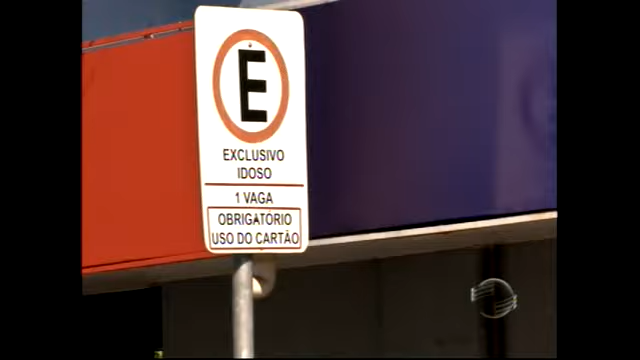 E
EXCLUSIVO
IDOSO
1 VAGA
OBRIGATÓRIO
USO DO CARTÃO